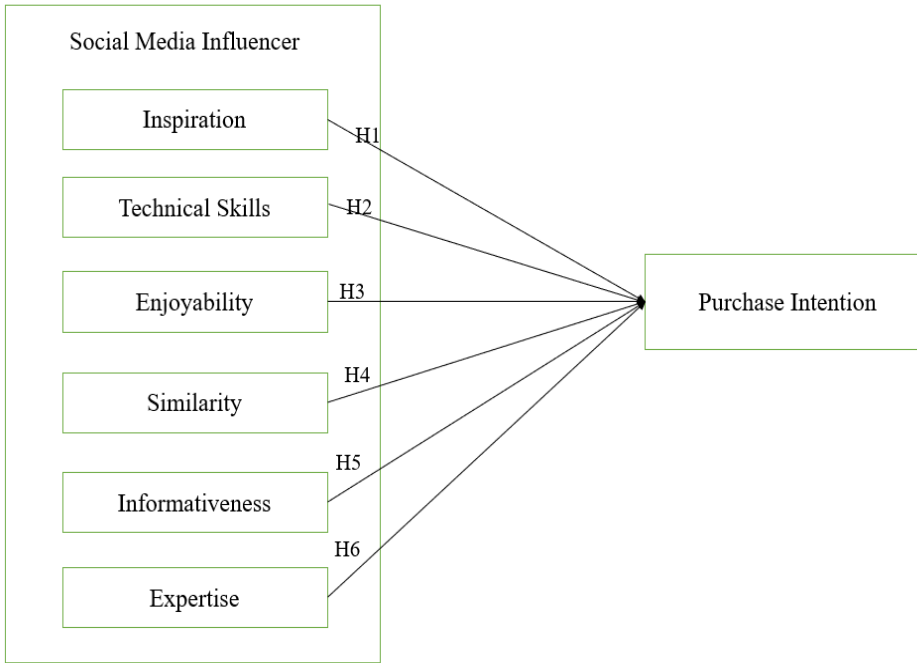 Social Media Influencer
Inspiration
H1
Technical Skills
H2
Enjoyability
H3
Purchase Intention
Similarity
H4
Informativeness
H5
Expertise
H6